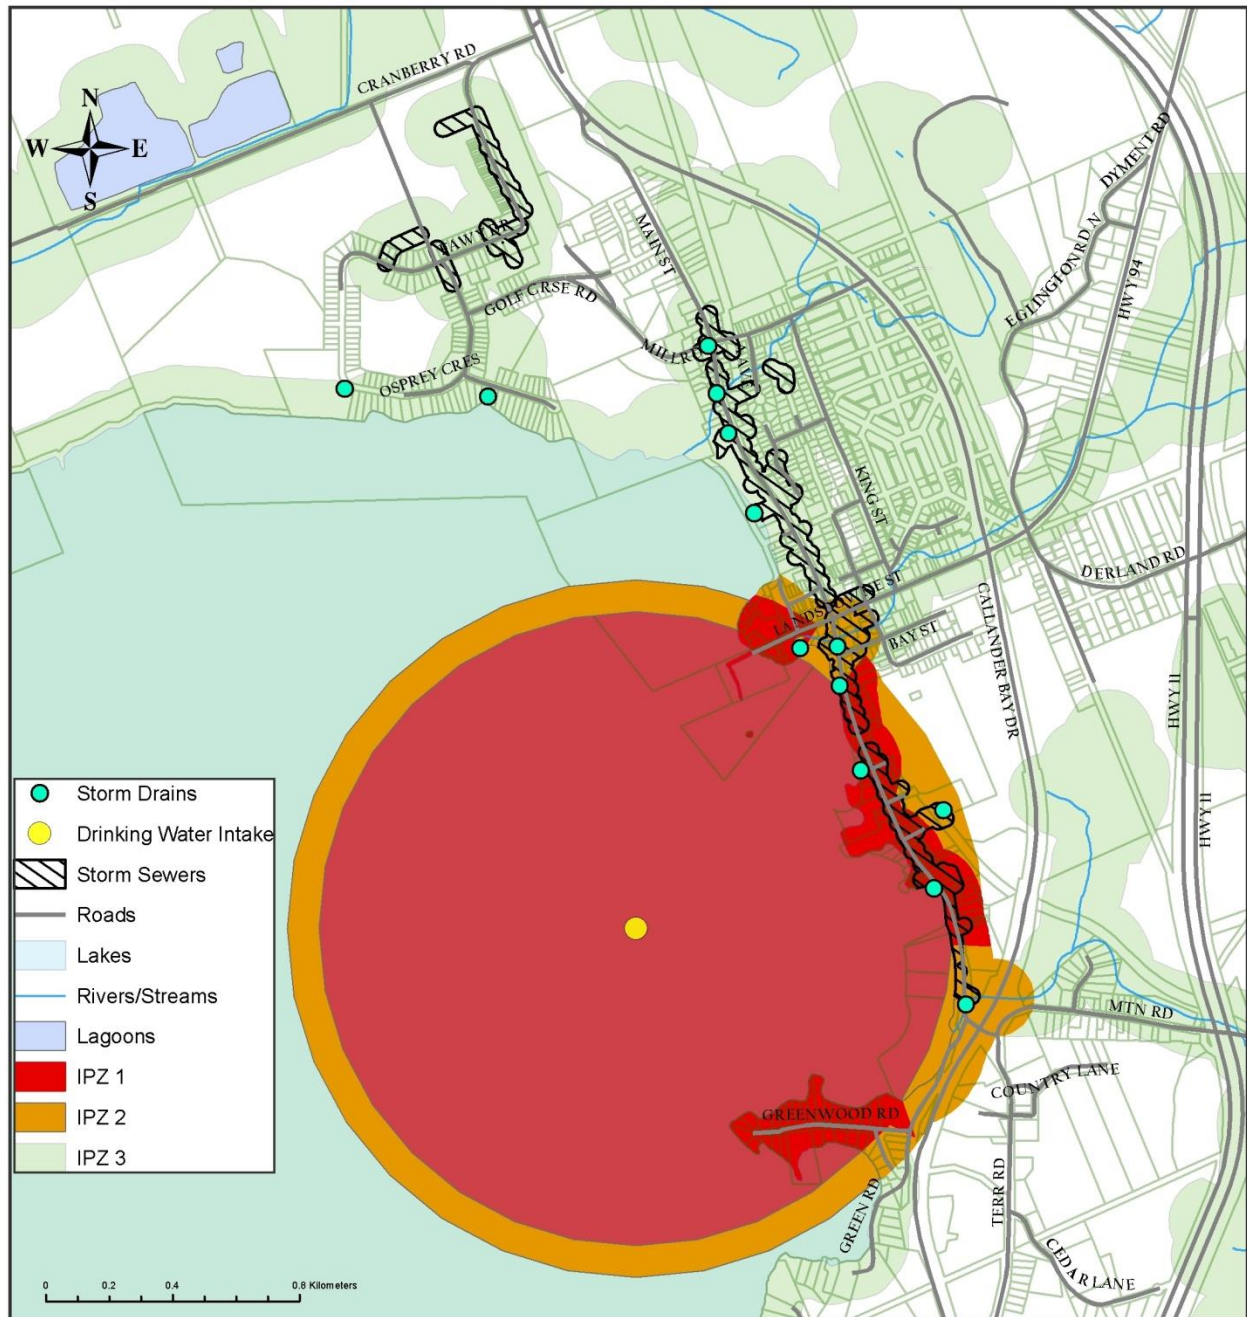 CRANBERRY RD
N
W E
S
DYMENT RD
MAIN ST
EGLINGTON RD N
HWY 94
GOLF CRSE RD
OSPREY CRES
KING ST
DERLAND RD
LANSDOWNE ST
BAY ST
CALLANDER BAY DR
HWY 11
HWY 11
Storm Drains
Drinking Water Intake
Storm Sewers
Roads
Lakes
Rivers/Streams
Lagoons
IPZ 1
IPZ 2
IPZ 3
MTN RD
COUNTRY LANE
GREENWOOD RD
TERR RD
GREEN RD
CEDAR LANE
0 0.2 0.4 0.8 Kilometers